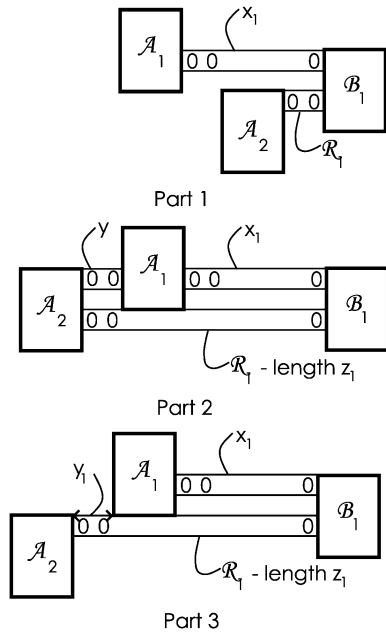 x₁
𝒜₁ 0 0 0 ℬ₁
𝒜₂ 0 0 ℛ₁
Part 1
y x₁
𝒜₂ 0 0 𝒜₁ 0 0 0 ℬ₁
0 0 0
ℛ₁ - length z₁
Part 2
y₁ x₁
𝒜₁ 0 0 0 ℬ₁
𝒜₂ 0 0 0
ℛ₁ - length z₁
Part 3